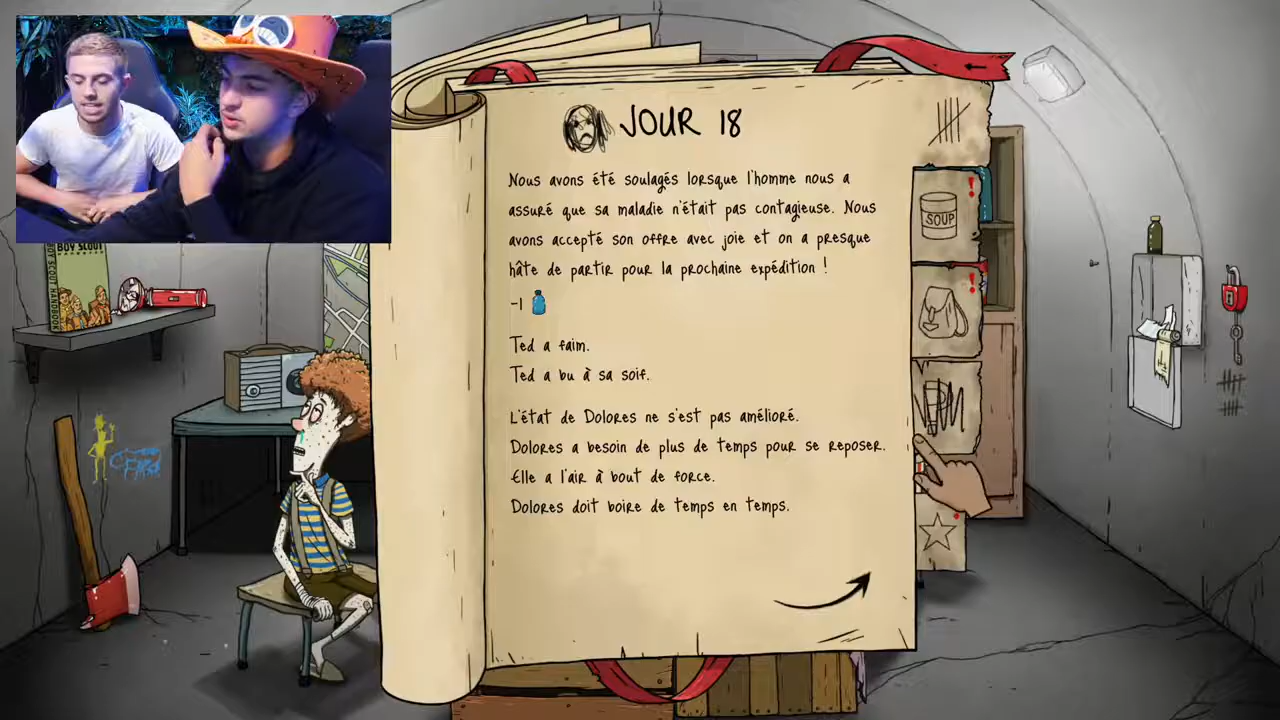 JOUR 18
Nous avons été soulagés lorsque l'homme nous a
assuré que sa maladie n'était pas contagieuse. Nous
avons accepté son offre avec joie et on a presque
hâte de partir pour la prochaine expédition !
-1
Ted a faim.
Ted a bu à sa soif.
L'état de Dolores ne s'est pas amélioré.
Dolores a besoin de plus de temps pour se reposer.
Elle a l'air à bout de force.
Dolores doit boire de temps en temps.
SOUP
BOY SCOUT
BOY SCOUT HANDBOOK